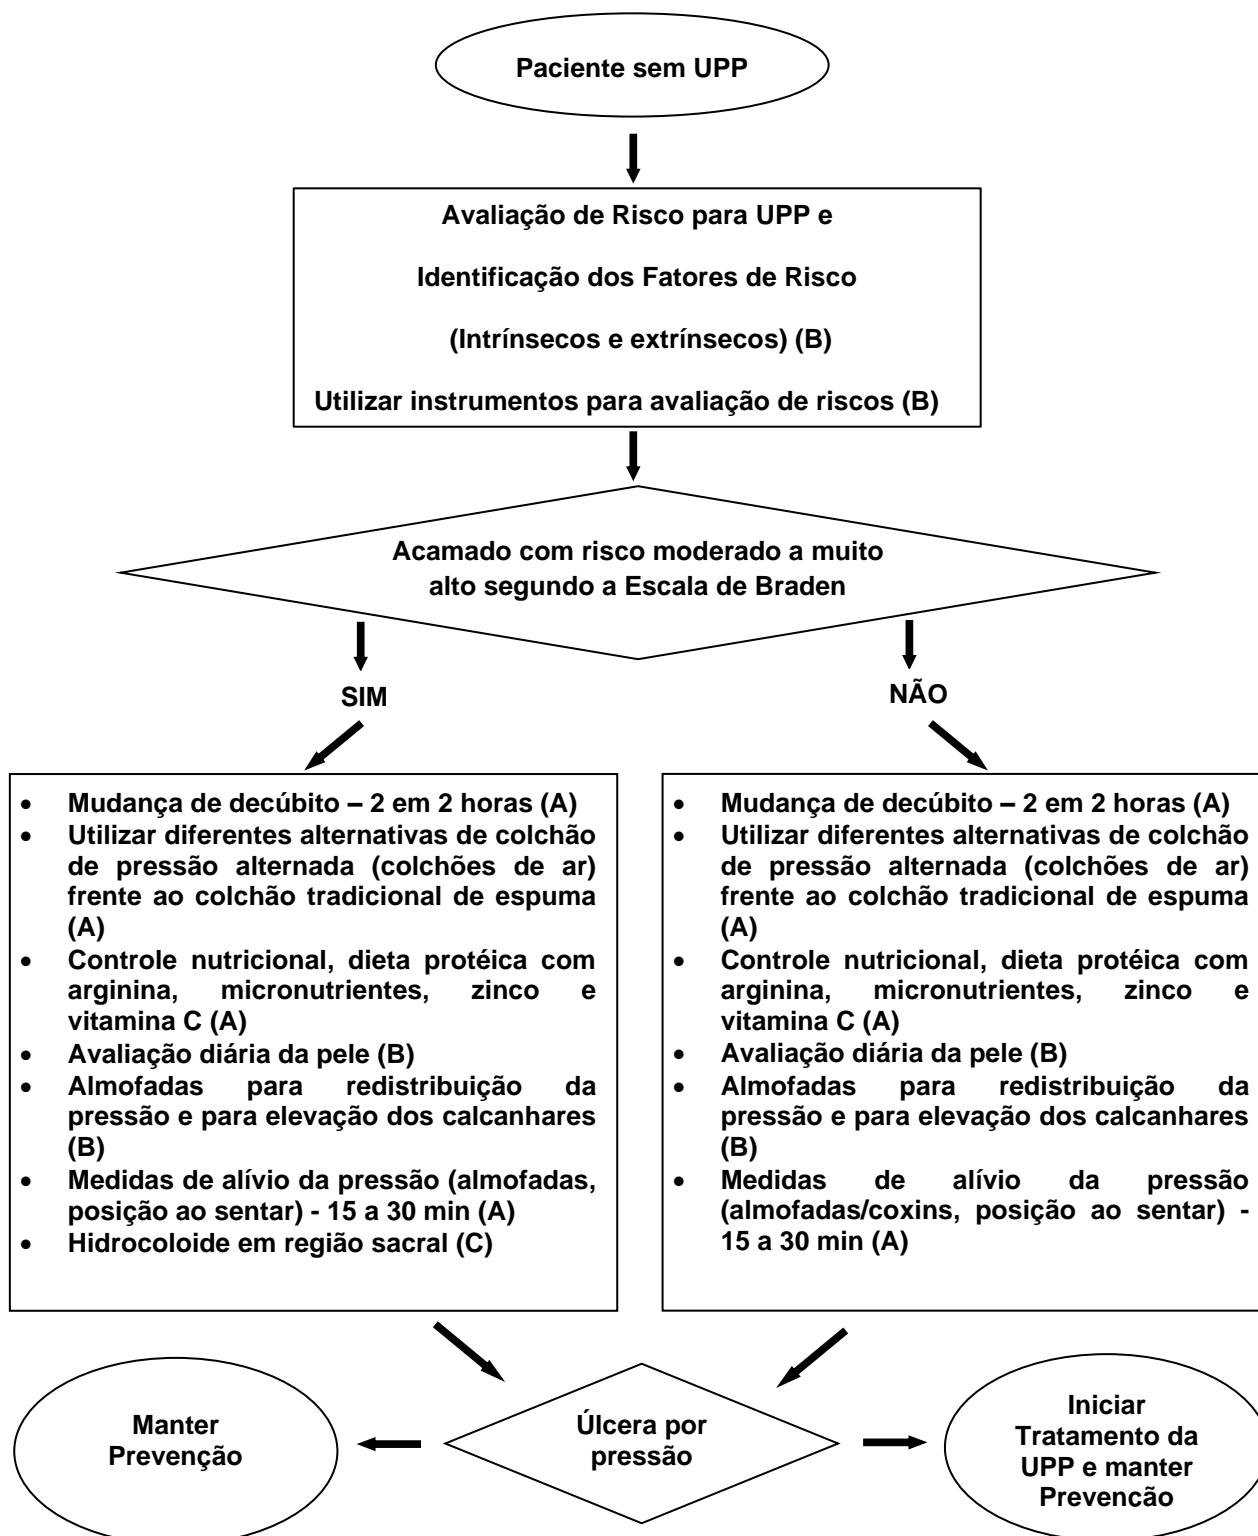 Paciente sem UPP
Avaliação de Risco para UPP e
Identificação dos Fatores de Risco
(Intrínsecos e extrínsecos) (B)
Utilizar instrumentos para avaliação de riscos (B)
Acamado com risco moderado a muito
alto segundo a Escala de Braden
SIM
NÃO
• Mudança de decúbito – 2 em 2 horas (A)
• Utilizar diferentes alternativas de colchão
de pressão alternada (colchões de ar)
frente ao colchão tradicional de espuma
(A)
• Controle nutricional, dieta protéica com
arginina, micronutrientes, zinco e
vitamina C (A)
• Avaliação diária da pele (B)
• Almofadas para redistribuição da
pressão e para elevação dos calcanhares
(B)
• Medidas de alívio da pressão (almofadas,
posição ao sentar) - 15 a 30 min (A)
• Hidrocoloide em região sacral (C)
• Mudança de decúbito – 2 em 2 horas (A)
• Utilizar diferentes alternativas de colchão
de pressão alternada (colchões de ar)
frente ao colchão tradicional de espuma
(A)
• Controle nutricional, dieta protéica com
arginina, micronutrientes, zinco e
vitamina C (A)
• Avaliação diária da pele (B)
• Almofadas para redistribuição da
pressão e para elevação dos calcanhares
(B)
• Medidas de alívio da pressão
(almofadas/coxins, posição ao sentar) -
15 a 30 min (A)
Manter
Prevenção
Úlcera por
pressão
Iniciar
Tratamento da
UPP e manter
Prevenção